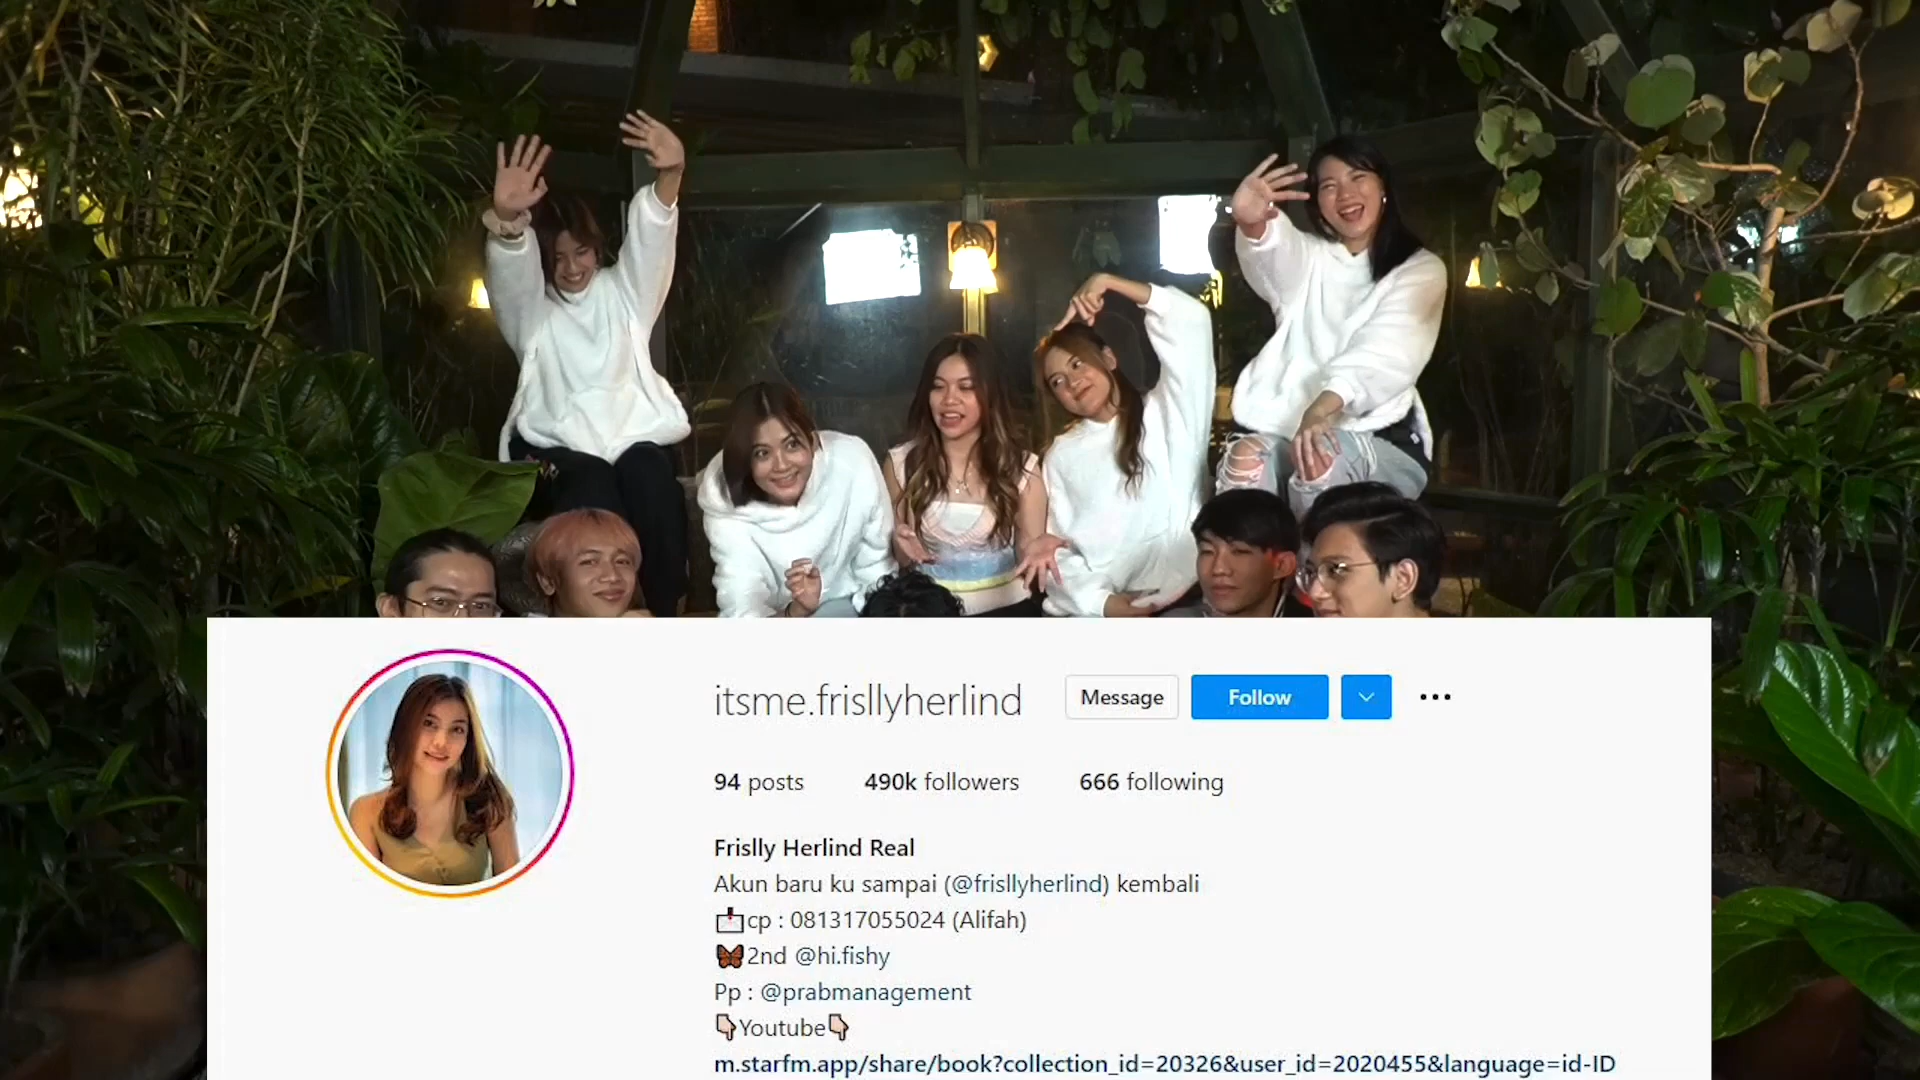 itsme.frisllyherlind Message Follow
94 posts 490k followers 666 following
Frislly Herlind Real
Akun baru ku sampai (@frisllyherlind) kembali
📩cp : 081317055024 (Alifah)
🦋2nd @hi.fishy
Pp : @prabmanagement
👇🏻Youtube👇🏻
m.starfm.app/share/book?collection_id=20326&user_id=2020455&language=id-ID